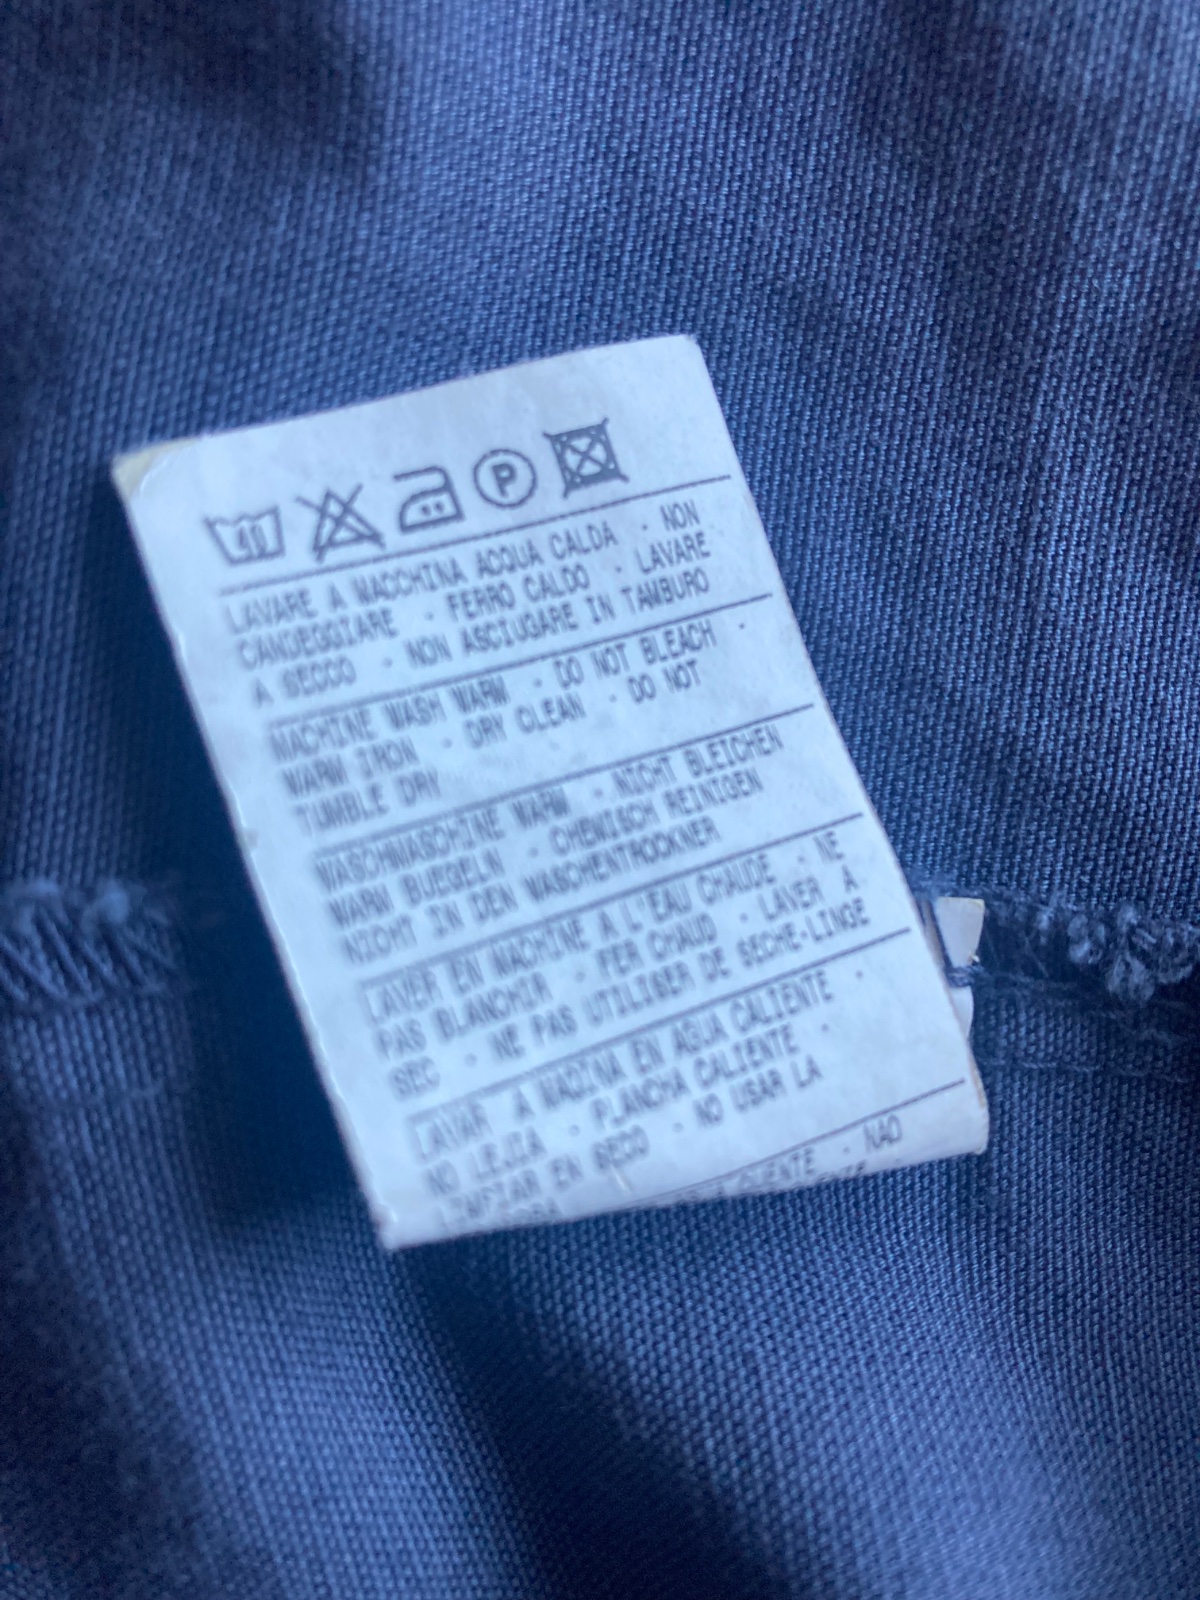 40
P
LAVARE A MACCHINA ACQUA CALDA · NON
CANDEGGIARE · FERRO CALDO · LAVARE
A SECCO · NON ASCIUGARE IN TAMBURO
MACHINE WASH WARM · DO NOT BLEACH ·
WARM IRON · DRY CLEAN · DO NOT
TUMBLE DRY
WASCHMASCHINE WARM · NICHT BLEICHEN
WARM BUEGELN · CHEMISCH REINIGEN
NICHT IN DEN WASCHENTROCKNER
LAVER EN MACHINE A L'EAU CHAUDE · NE
PAS BLANCHIR · FER CHAUD · LAVER A
SEC · NE PAS UTILISER DE SECHE-LINGE
LAVAR A MAQINA EN AGUA CALIENTE ·
NO LEJIA · PLANCHA CALIENTE ·
LIMPIAR EN SECO · NO USAR LA
· NAO